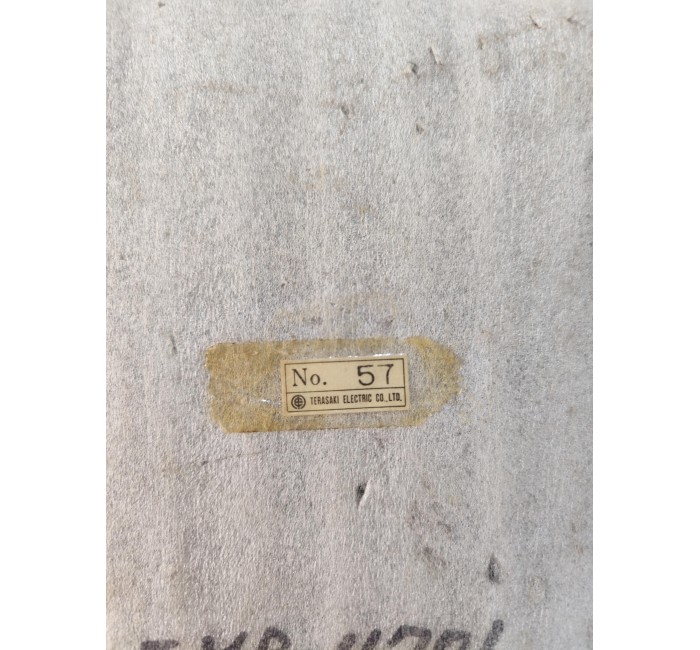 No. 57
TERASAKI ELECTRIC CO.,LTD.